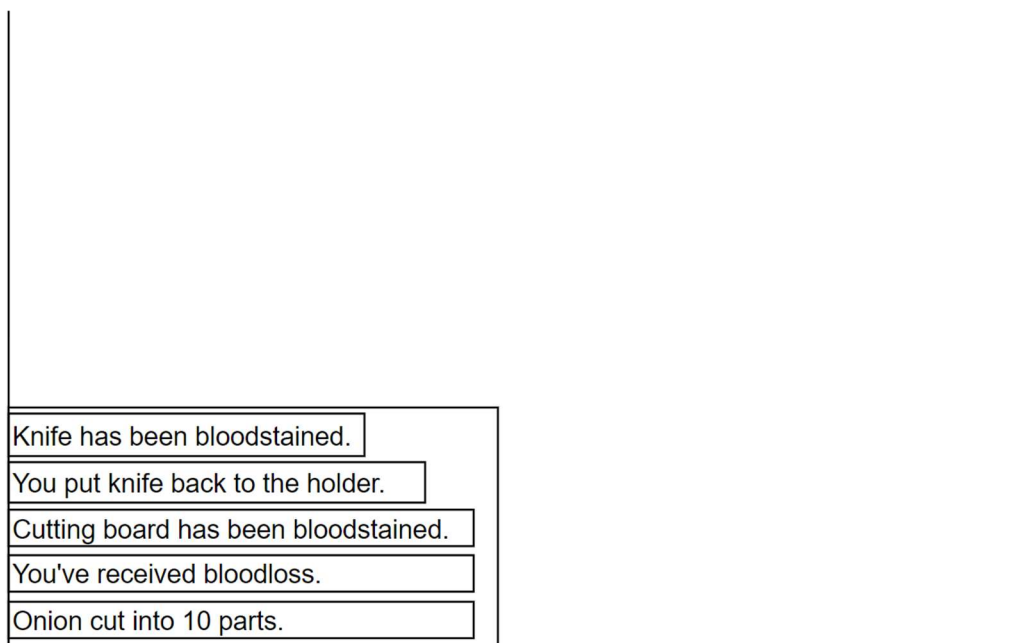 Knife has been bloodstained.
You put knife back to the holder.
Cutting board has been bloodstained.
You've received bloodloss.
Onion cut into 10 parts.